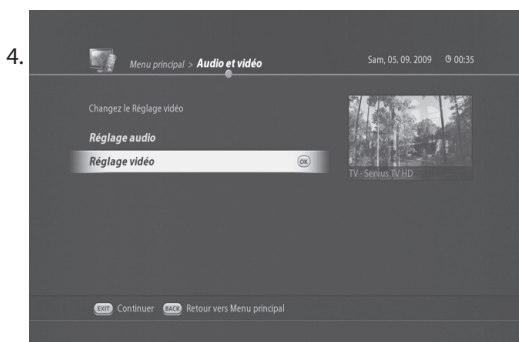 4.
Menu principal > Audio et vidéo
Sam, 05. 09. 2009 00:35
Changez le Réglage vidéo
Réglage audio
Réglage vidéo OK
TV - Servus TV HD
EXIT Continuer BACK Retour vers Menu principal